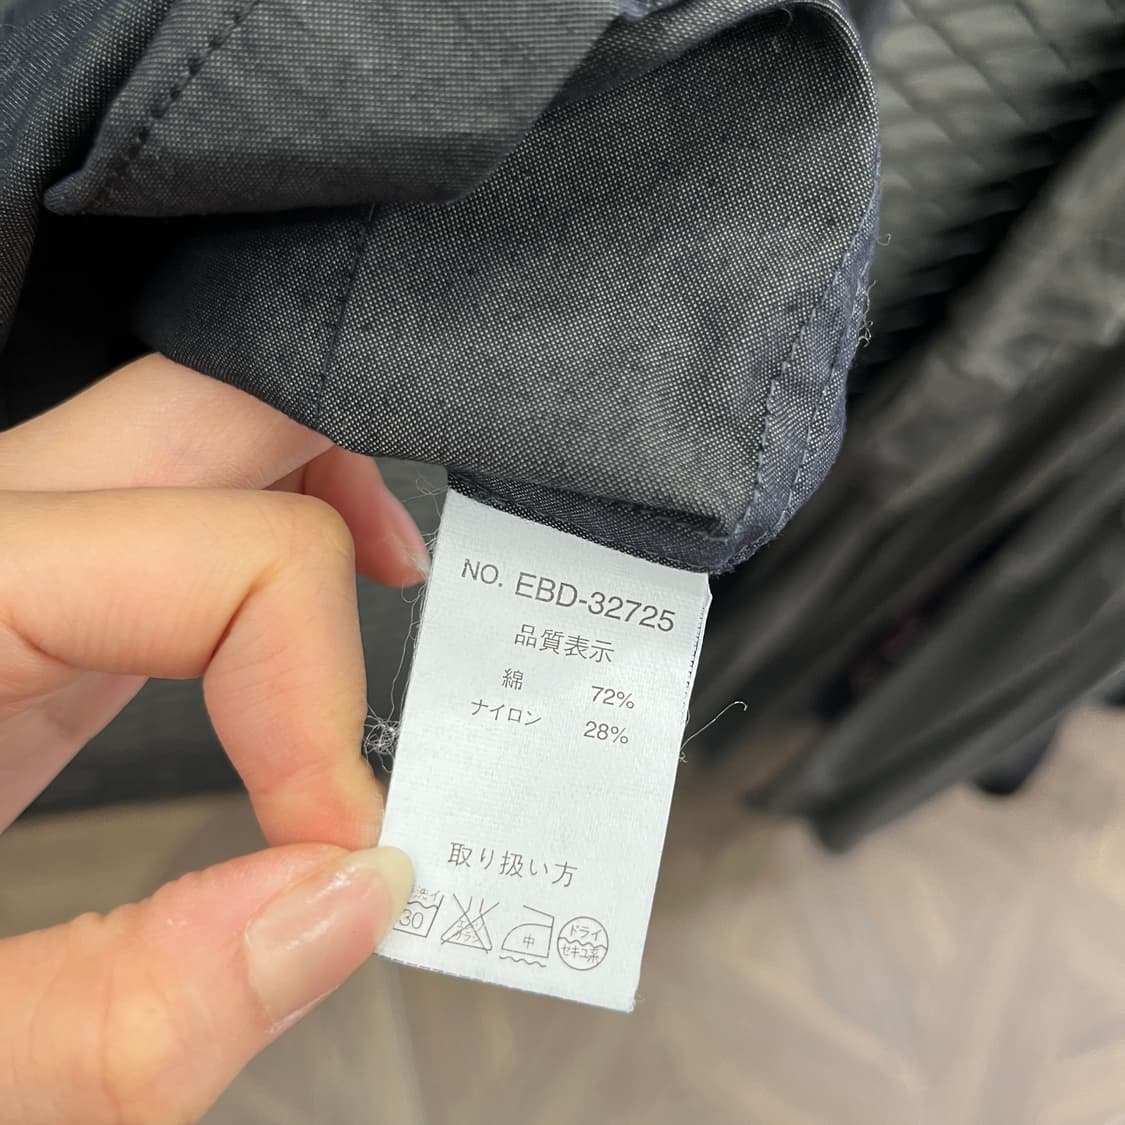 NO. EBD-32725
品質表示
綿 72%
ナイロン 28%
取り扱い方
30 中 ドライ
セキユ系